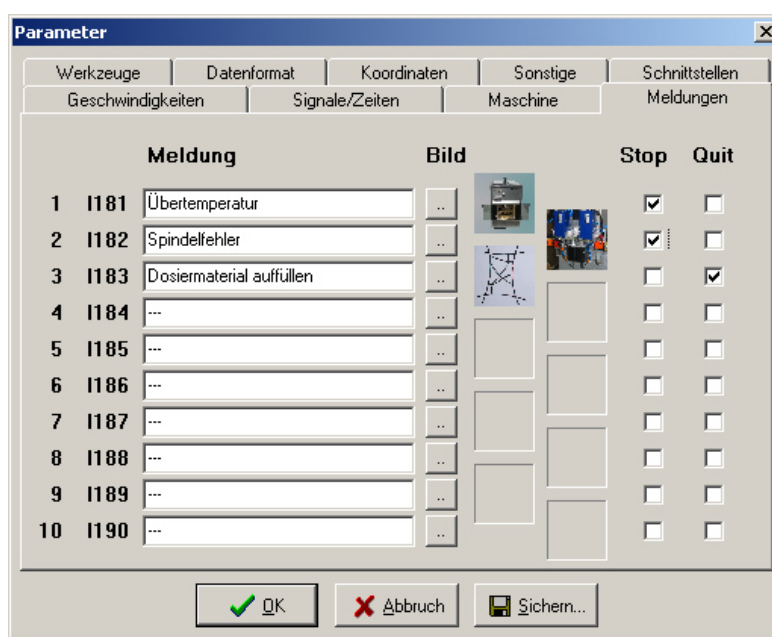 Parameter
Werkzeuge Datenformat Koordinaten Sonstige Schnittstellen
Geschwindigkeiten Signale/Zeiten Maschine Meldungen
Meldung Bild Stop Quit
1 I181 Übertemperatur ..
2 I182 Spindelfehler ..
3 I183 Dosiermaterial auffüllen ..
4 I184 --- ..
5 I185 --- ..
6 I186 --- ..
7 I187 --- ..
8 I188 --- ..
9 I189 --- ..
10 I190 --- ..
OK Abbruch Sichern...